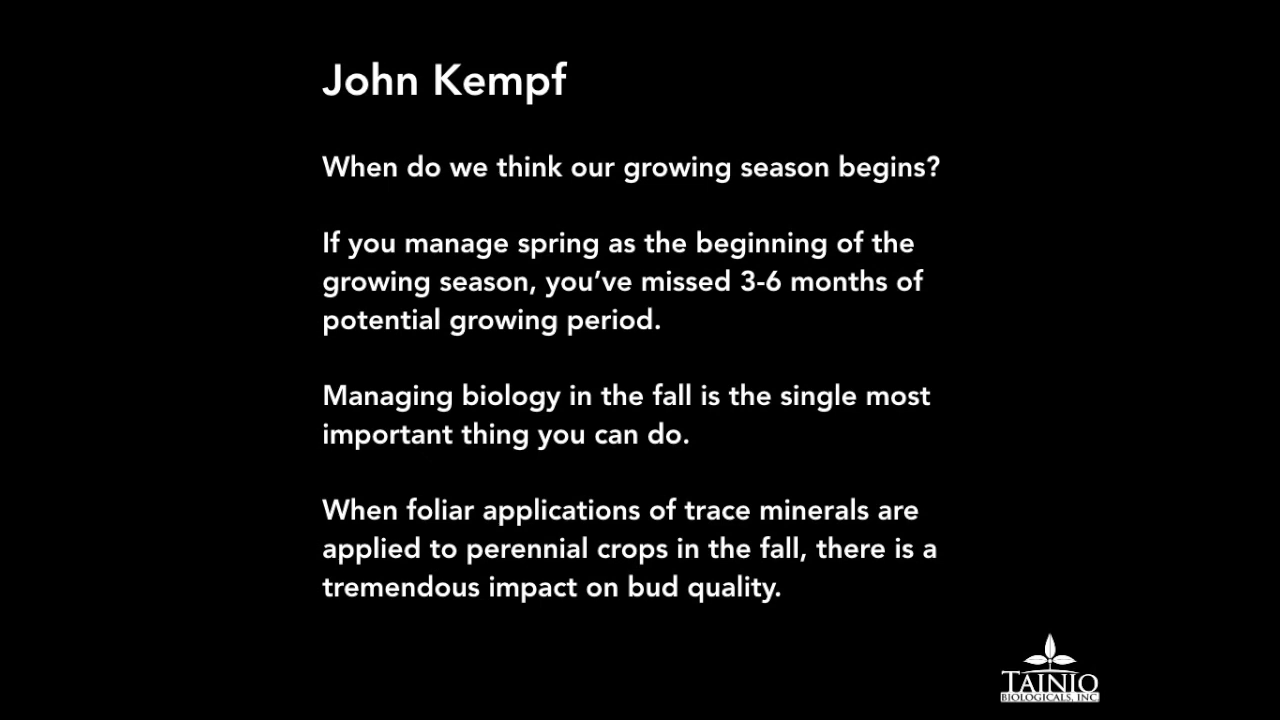 John Kempf
When do we think our growing season begins?
If you manage spring as the beginning of the
growing season, you’ve missed 3-6 months of
potential growing period.
Managing biology in the fall is the single most
important thing you can do.
When foliar applications of trace minerals are
applied to perennial crops in the fall, there is a
tremendous impact on bud quality.
TAINIO
BIOLOGICALS, INC